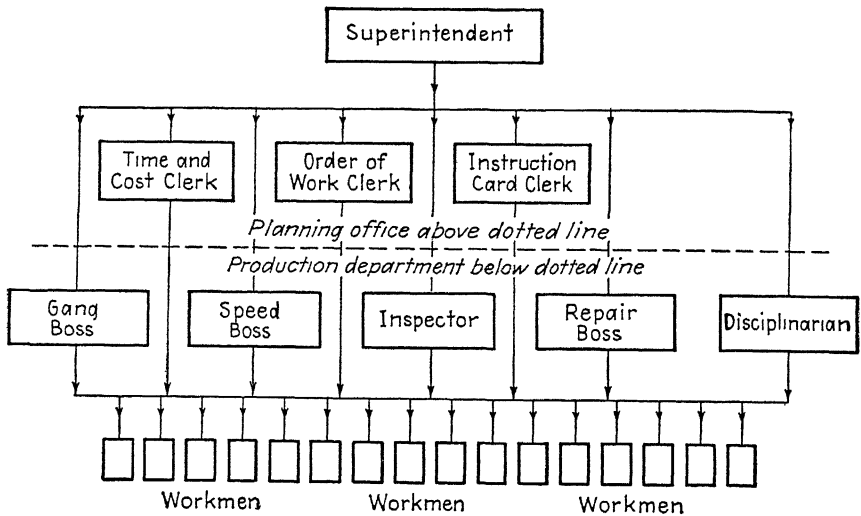 Superintendent
Time and
Cost Clerk
Order of
Work Clerk
Instruction
Card Clerk
Planning office above dotted line
Production department below dotted line
Gang
Boss
Speed
Boss
Inspector
Repair
Boss
Disciplinarian
Workmen
Workmen
Workmen